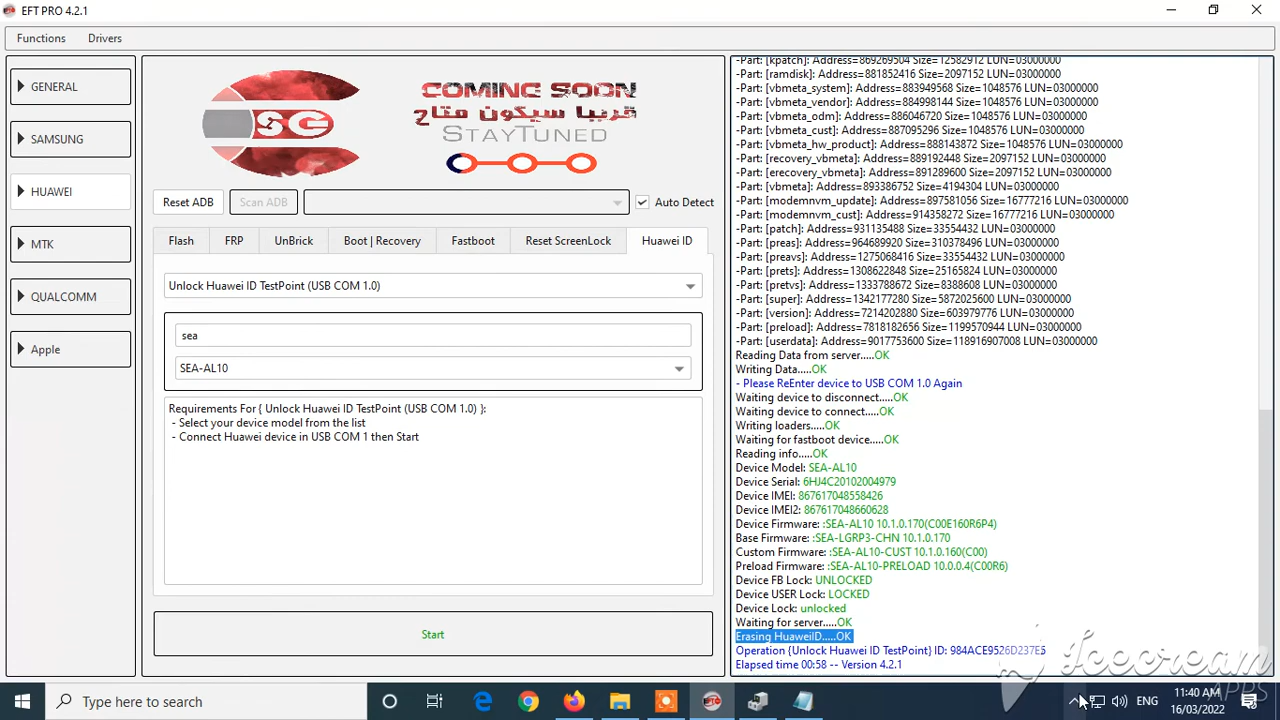 EFT PRO 4.2.1
Functions Drivers
GENERAL
SAMSUNG
HUAWEI
MTK
QUALCOMM
Apple
SG
COMING SOON
قريبا سيكون متاح
STAYTUNED
Reset ADB Scan ADB Auto Detect
Flash FRP UnBrick Boot | Recovery Fastboot Reset ScreenLock Huawei ID
Unlock Huawei ID TestPoint (USB COM 1.0)
sea
SEA-AL10
Requirements For { Unlock Huawei ID TestPoint (USB COM 1.0) }:
- Select your device model from the list
- Connect Huawei device in USB COM 1 then Start
Start
-Part: [kpatch]: Address=869269504 Size=12582912 LUN=03000000
-Part: [ramdisk]: Address=881852416 Size=2097152 LUN=03000000
-Part: [vbmeta_system]: Address=883949568 Size=1048576 LUN=03000000
-Part: [vbmeta_vendor]: Address=884998144 Size=1048576 LUN=03000000
-Part: [vbmeta_odm]: Address=886046720 Size=1048576 LUN=03000000
-Part: [vbmeta_cust]: Address=887095296 Size=1048576 LUN=03000000
-Part: [vbmeta_hw_product]: Address=888143872 Size=1048576 LUN=03000000
-Part: [recovery_vbmeta]: Address=889192448 Size=2097152 LUN=03000000
-Part: [erecovery_vbmeta]: Address=891289600 Size=2097152 LUN=03000000
-Part: [vbmeta]: Address=893386752 Size=4194304 LUN=03000000
-Part: [modemnvm_update]: Address=897581056 Size=16777216 LUN=03000000
-Part: [modemnvm_cust]: Address=914358272 Size=16777216 LUN=03000000
-Part: [patch]: Address=931135488 Size=33554432 LUN=03000000
-Part: [preas]: Address=964689920 Size=310378496 LUN=03000000
-Part: [preavs]: Address=1275068416 Size=33554432 LUN=03000000
-Part: [prets]: Address=1308622848 Size=25165824 LUN=03000000
-Part: [pretvs]: Address=1333788672 Size=8388608 LUN=03000000
-Part: [super]: Address=1342177280 Size=5872025600 LUN=03000000
-Part: [version]: Address=7214202880 Size=603979776 LUN=03000000
-Part: [preload]: Address=7818182656 Size=1199570944 LUN=03000000
-Part: [userdata]: Address=9017753600 Size=118916907008 LUN=03000000
Reading Data from server.....OK
Writing Data.....OK
- Please ReEnter device to USB COM 1.0 Again
Waiting device to disconnect.....OK
Waiting device to connect.....OK
Writing loaders.....OK
Waiting for fastboot device.....OK
Reading info.....OK
Device Model: SEA-AL10
Device Serial: 6HJ4C20102004979
Device IMEI: 867617048558426
Device IMEI2: 867617048660628
Device Firmware: :SEA-AL10 10.1.0.170(C00E160R6P4)
Base Firmware: :SEA-LGRP3-CHN 10.1.0.170
Custom Firmware: :SEA-AL10-CUST 10.1.0.160(C00)
Preload Firmware: :SEA-AL10-PRELOAD 10.0.0.4(C00R6)
Device FB Lock: UNLOCKED
Device USER Lock: LOCKED
Device Lock: unlocked
Waiting for server.....OK
Erasing HuaweiID.....OK
Operation {Unlock Huawei ID TestPoint} ID: 984ACE9526D237E5
Elapsed time 00:58 -- Version 4.2.1
Icecream
APPS
Type here to search
ENG
11:40 AM
16/03/2022